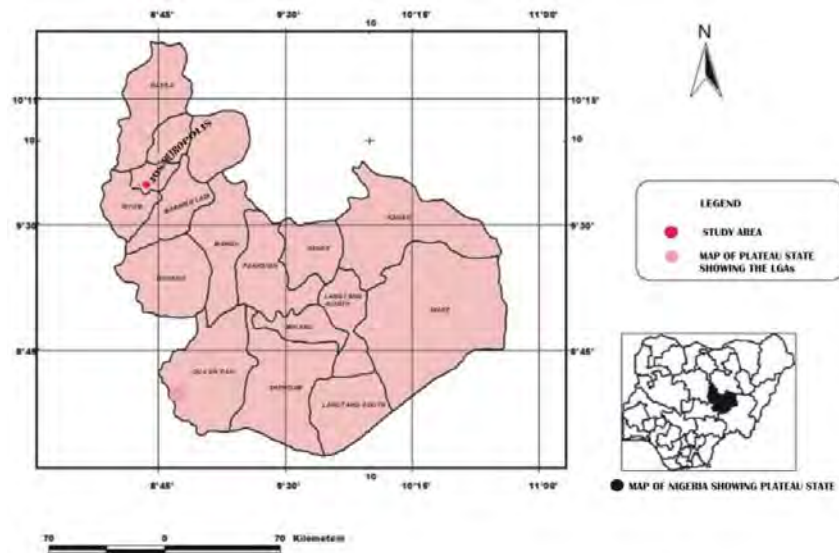 8°45' 9°30' 10°15' 11°00'
10
N
10°15' 10°15'
10 10
JOS METROPOLIS
BARKIN LADI
9°30' 9°30'
KANAM
MANGU
PANKSHIN
KANKE
BOKKOS
LANGTANG NORTH
WASE
MIKANG
8°45' 8°45'
QUA'AN PAN
SHENDAM
LANGTANG SOUTH
8°45' 9°30' 10°15' 11°00'
10
LEGEND
STUDY AREA
MAP OF PLATEAU STATE
SHOWING THE LGAs
MAP OF NIGERIA SHOWING PLATEAU STATE
70 0 70 Kilometers